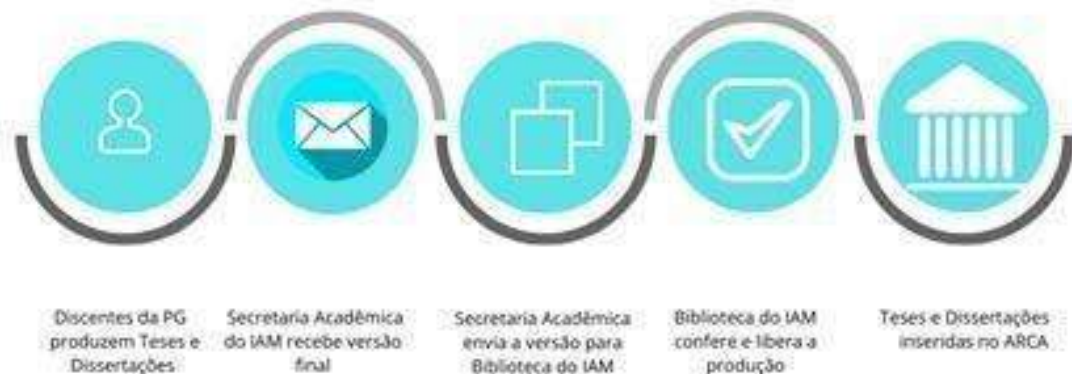 Discentes da PG
produzem Teses e
Dissertações
Secretaria Acadêmica
do IAM recebe versão
final
Secretaria Acadêmica
envia a versão para
Biblioteca do IAM
Biblioteca do IAM
confere e libera a
produção
Teses e Dissertações
inseridas no ARCA